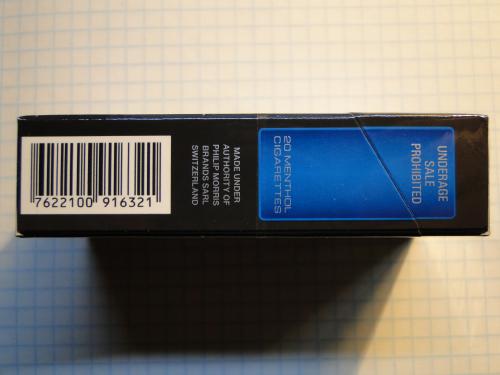 7622100 916321
MADE UNDER
AUTHORITY OF
PHILIP MORRIS
BRANDS SARL
SWITZERLAND
20 MENTHOL
CIGARETTES
UNDERAGE
SALE
PROHIBITED